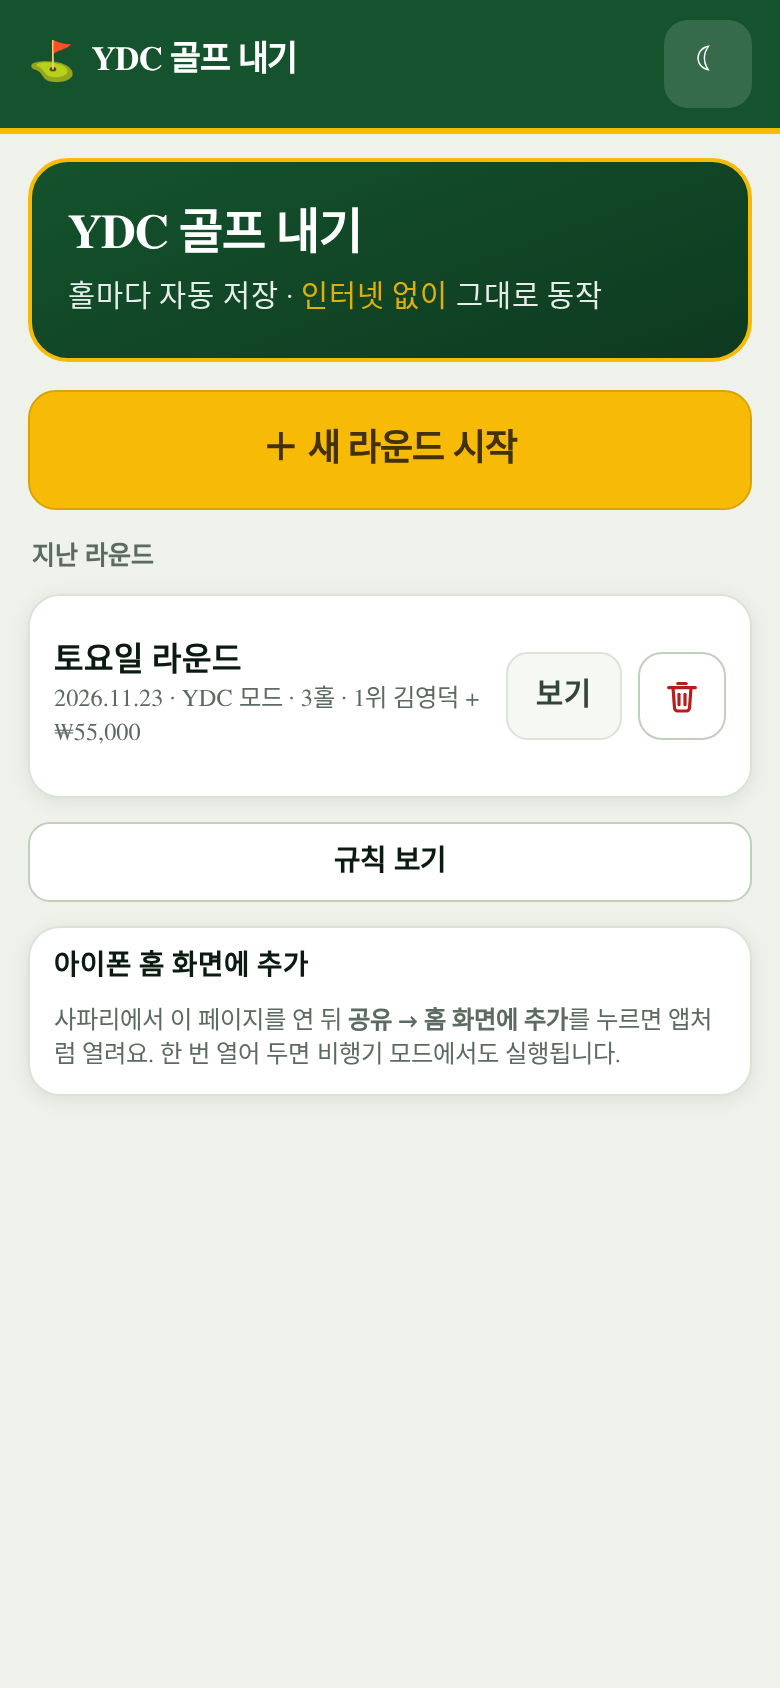 YDC 골프 내기
YDC 골프 내기
홀마다 자동 저장 · 인터넷 없이 그대로 동작
＋ 새 라운드 시작
지난 라운드
토요일 라운드
2026.11.23 · YDC 모드 · 3홀 · 1위 김영덕 +
₩55,000
보기
규칙 보기
아이폰 홈 화면에 추가
사파리에서 이 페이지를 연 뒤 공유 → 홈 화면에 추가를 누르면 앱처
럼 열려요. 한 번 열어 두면 비행기 모드에서도 실행됩니다.